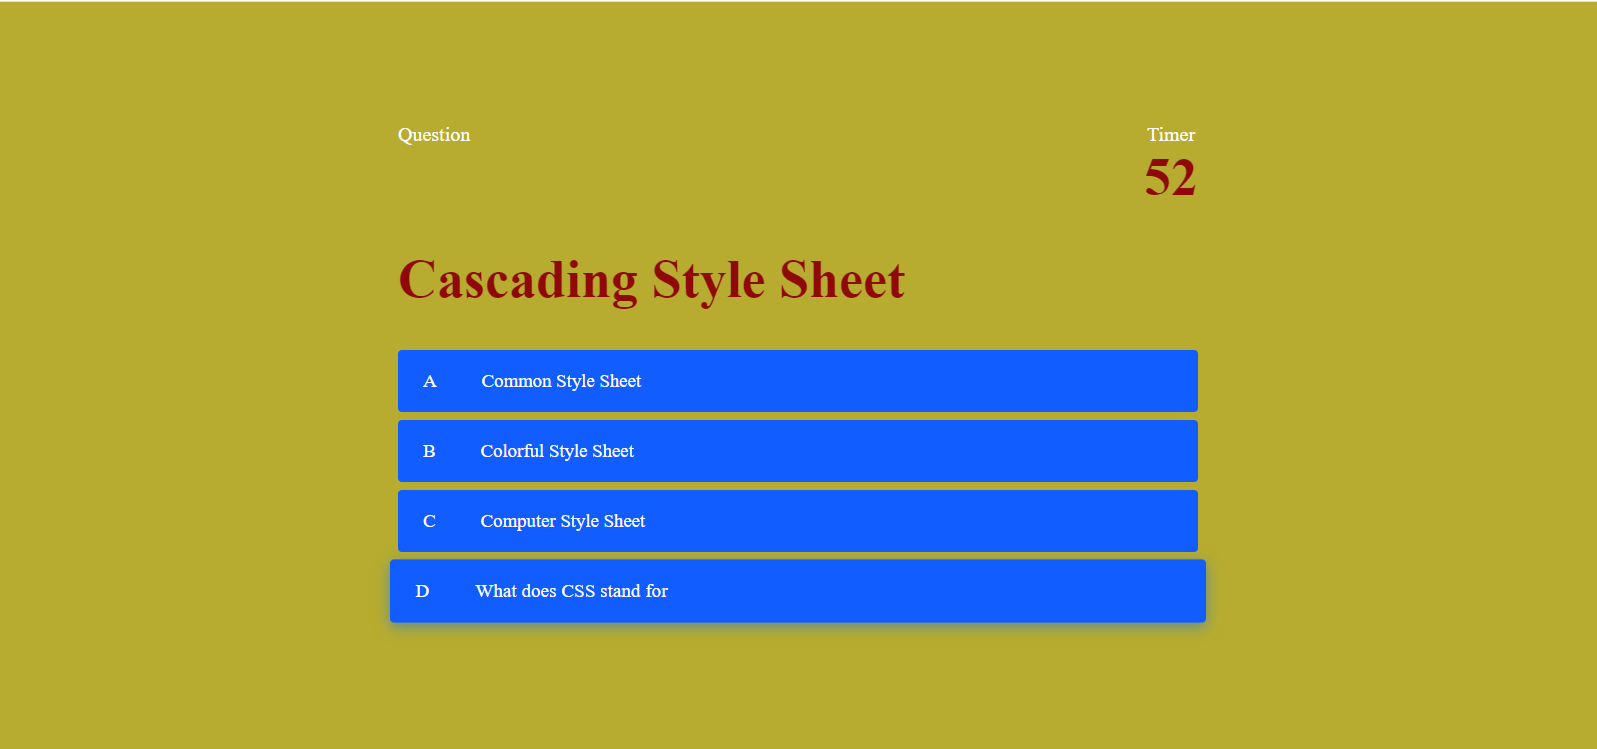 Question
Timer
52
Cascading Style Sheet
A Common Style Sheet
B Colorful Style Sheet
C Computer Style Sheet
D What does CSS stand for